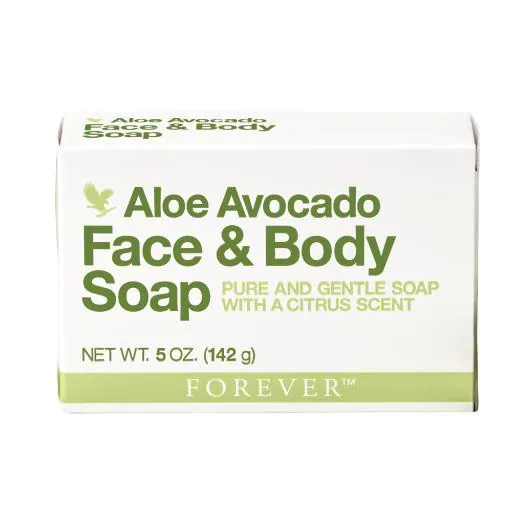 Aloe Avocado
Face & Body
Soap
Aloe Avocado
Face & Body
Soap
PURE AND GENTLE SOAP
WITH A CITRUS SCENT
NET WT. 5 OZ. (142 g)
FOREVER™